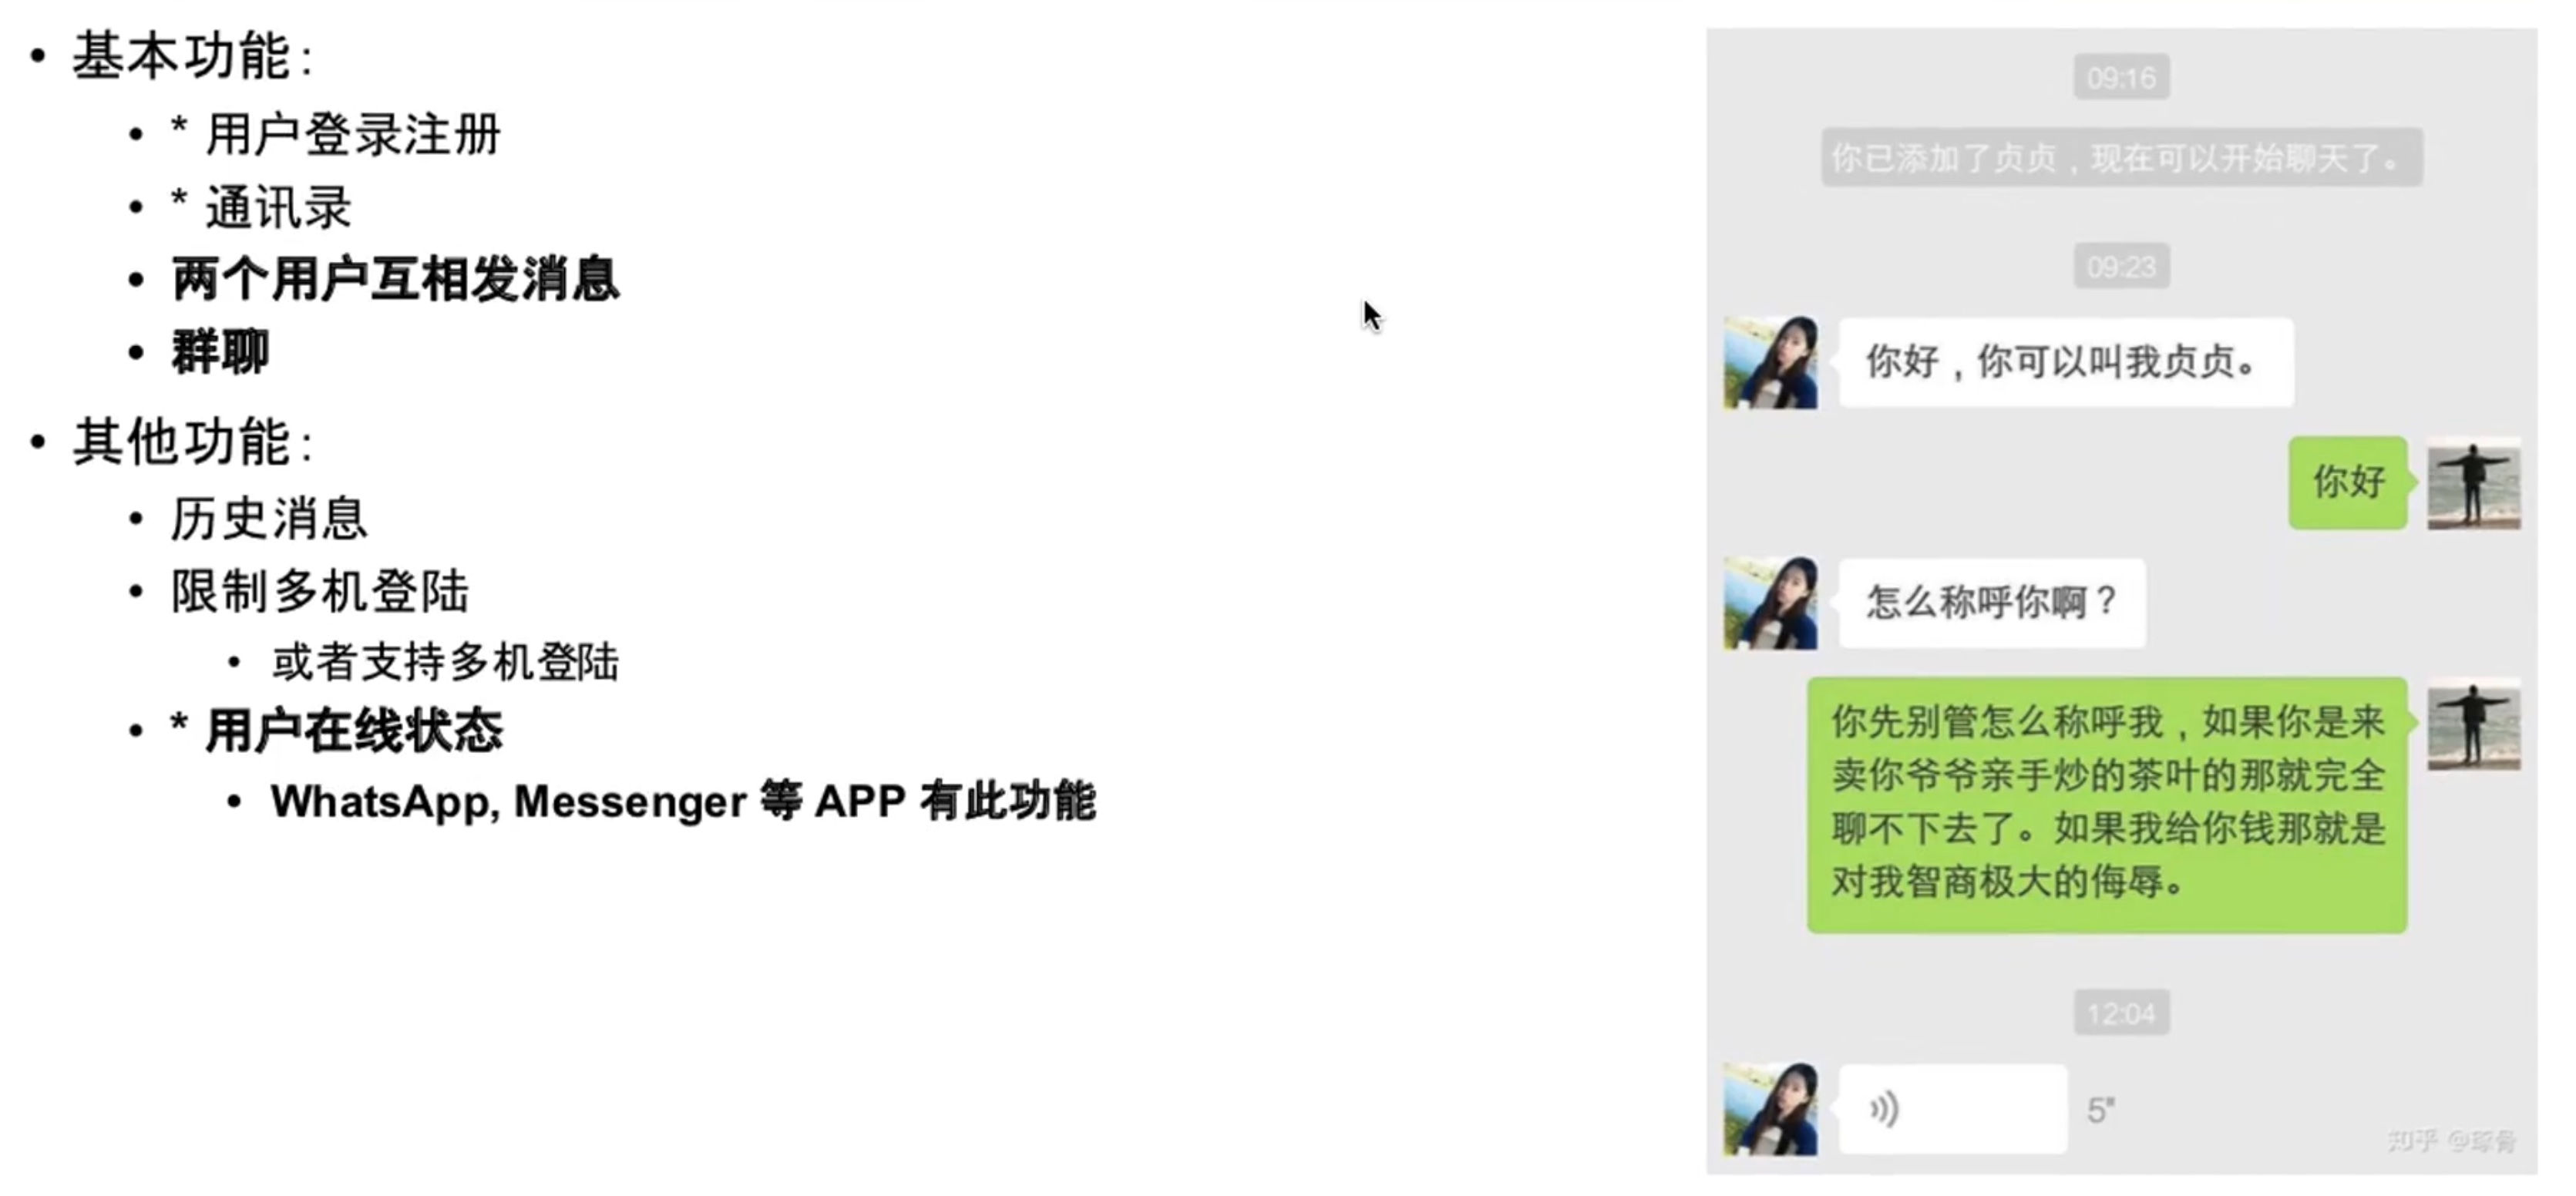 • 基本功能:
• * 用户登录注册
• * 通讯录
• 两个用户互相发消息
• 群聊
• 其他功能:
• 历史消息
• 限制多机登陆
• 或者支持多机登陆
• * 用户在线状态
• WhatsApp, Messenger 等 APP 有此功能
09:16
你已添加了贞贞，现在可以开始聊天了。
09:23
你好，你可以叫我贞贞。
你好
怎么称呼你啊？
你先别管怎么称呼我，如果你是来
卖你爷爷亲手炒的茶叶的那就完全
聊不下去了。如果我给你钱那就是
对我智商极大的侮辱。
12:04
5"
知乎